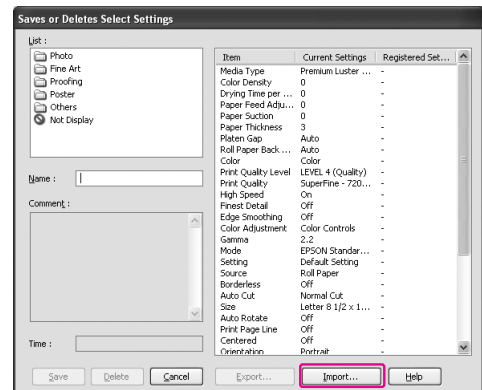 Saves or Deletes Select Settings
List :
Photo
Fine Art
Proofing
Poster
Others
Not Display
Name :
Comment :
Time :
Item Current Settings Registered Set...
Media Type Premium Luster ... -
Color Density 0 -
Drying Time per ... 0 -
Paper Feed Adju... 0 -
Paper Suction 0 -
Paper Thickness 3 -
Platen Gap Auto -
Roll Paper Back ... Auto -
Color Color -
Print Quality Level LEVEL 4 (Quality) -
Print Quality SuperFine - 720... -
High Speed On -
Finest Detail Off -
Edge Smoothing Off -
Color Adjustment Color Controls -
Gamma 2.2 -
Mode EPSON Standar... -
Setting Default Setting -
Source Roll Paper -
Borderless Off -
Auto Cut Normal Cut -
Size Letter 8 1/2 x 1... -
Auto Rotate Off -
Print Page Line Off -
Centered Off -
Orientation Portrait -
Save Delete Cancel Export... Import... Help